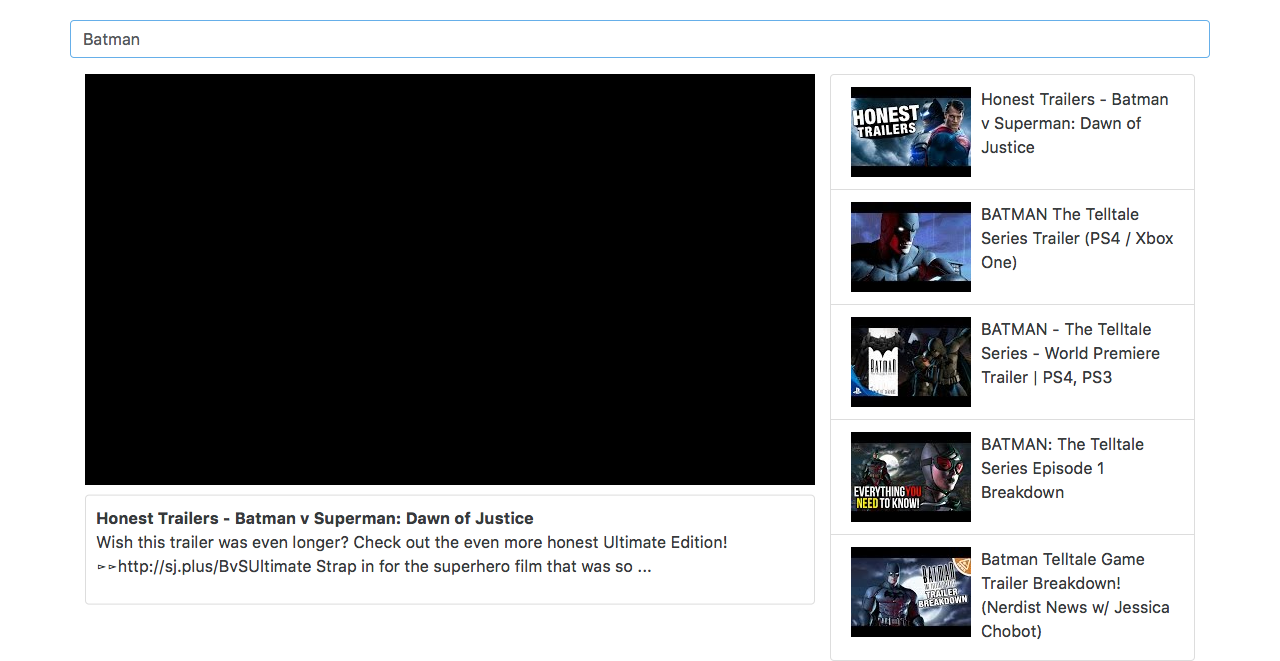 Batman
Honest Trailers - Batman v Superman: Dawn of Justice
Wish this trailer was even longer? Check out the even more honest Ultimate Edition!
➻➻http://sj.plus/BvSUltimate Strap in for the superhero film that was so ...
HONEST
TRAILERS
Honest Trailers - Batman
v Superman: Dawn of
Justice
BATMAN The Telltale
Series Trailer (PS4 / Xbox
One)
BATMAN
BATMAN - The Telltale
Series - World Premiere
Trailer | PS4, PS3
EVERYTHING YOU
NEED TO KNOW!
BATMAN: The Telltale
Series Episode 1
Breakdown
BATMAN
TRAILER
BREAKDOWN
Batman Telltale Game
Trailer Breakdown!
(Nerdist News w/ Jessica
Chobot)